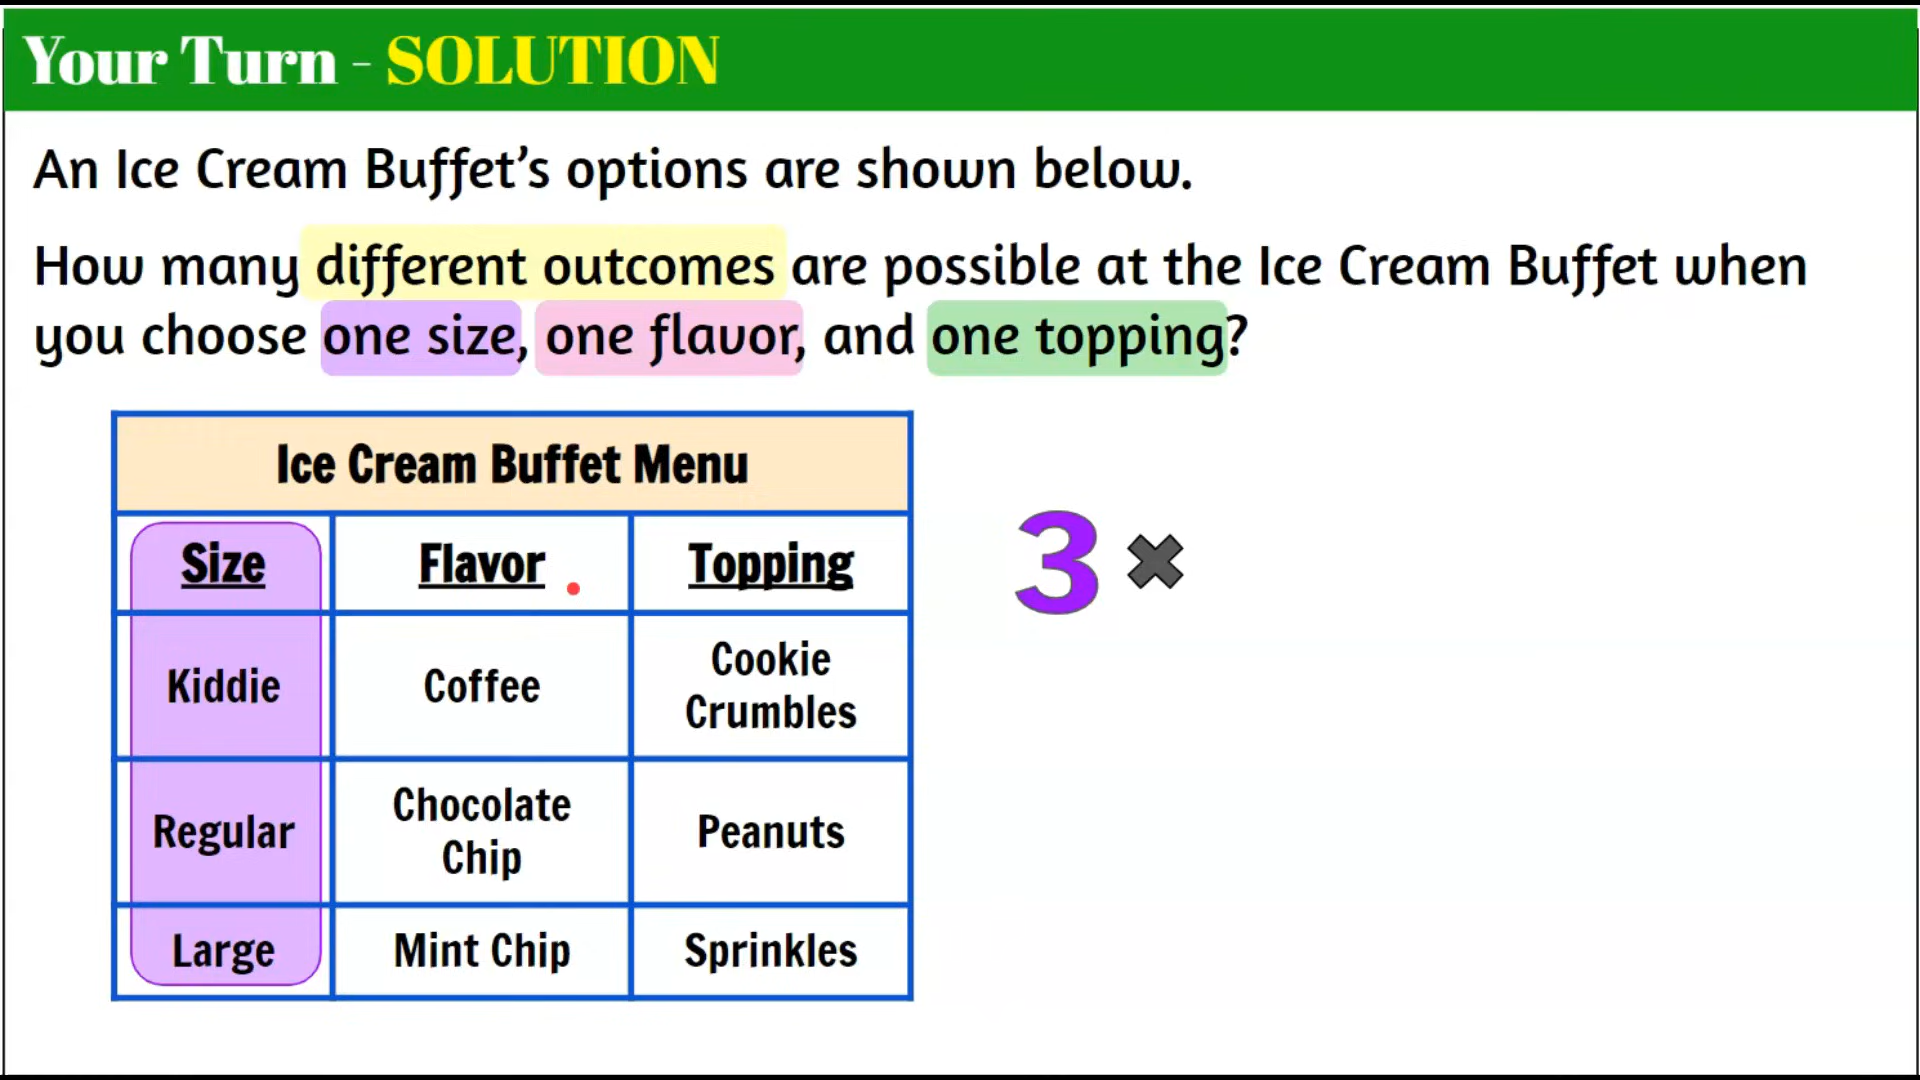 Your Turn - SOLUTION
An Ice Cream Buffet’s options are shown below.
How many different outcomes are possible at the Ice Cream Buffet when
you choose one size, one flavor, and one topping?
Ice Cream Buffet Menu
Size Flavor Topping
Kiddie Coffee Cookie
Crumbles
Regular Chocolate
Chip Peanuts
Large Mint Chip Sprinkles
3 ×